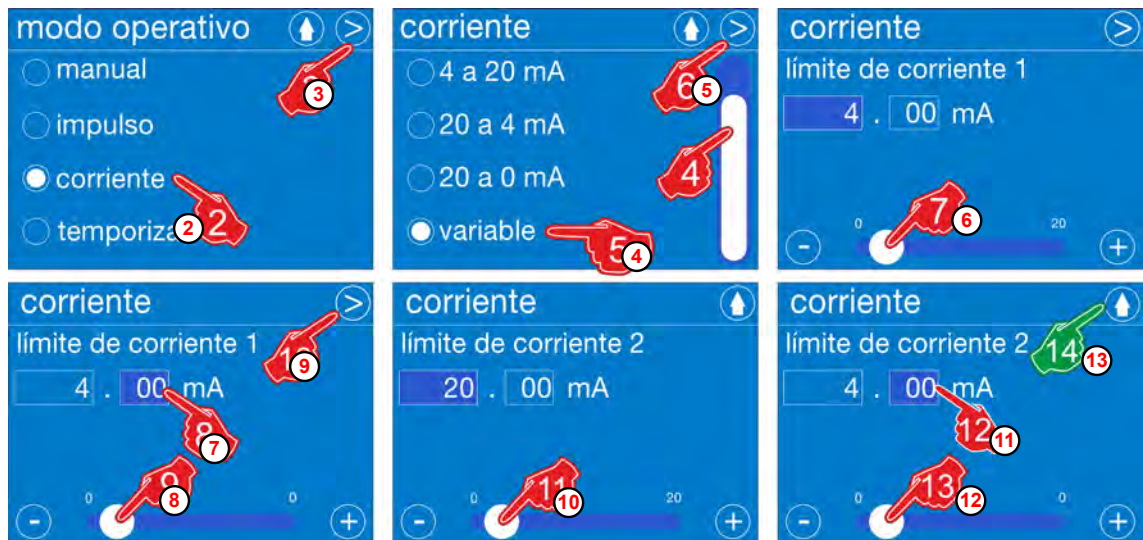 modo operativo >
manual
3
impulso
corriente
temporiza 2 2
corriente >
4 a 20 mA 6 5
20 a 4 mA
20 a 0 mA 4
variable 5 4
corriente >
límite de corriente 1
4 . 00 mA
7 6
0 20
- +
corriente >
límite de corriente 1 9
4 . 00 mA
8 7
9 8
0 0
- +
corriente
límite de corriente 2
20 . 00 mA
11 10
20
- +
corriente
límite de corriente 2 14 13
4 . 00 mA
12 11
13 12
0 0
- +